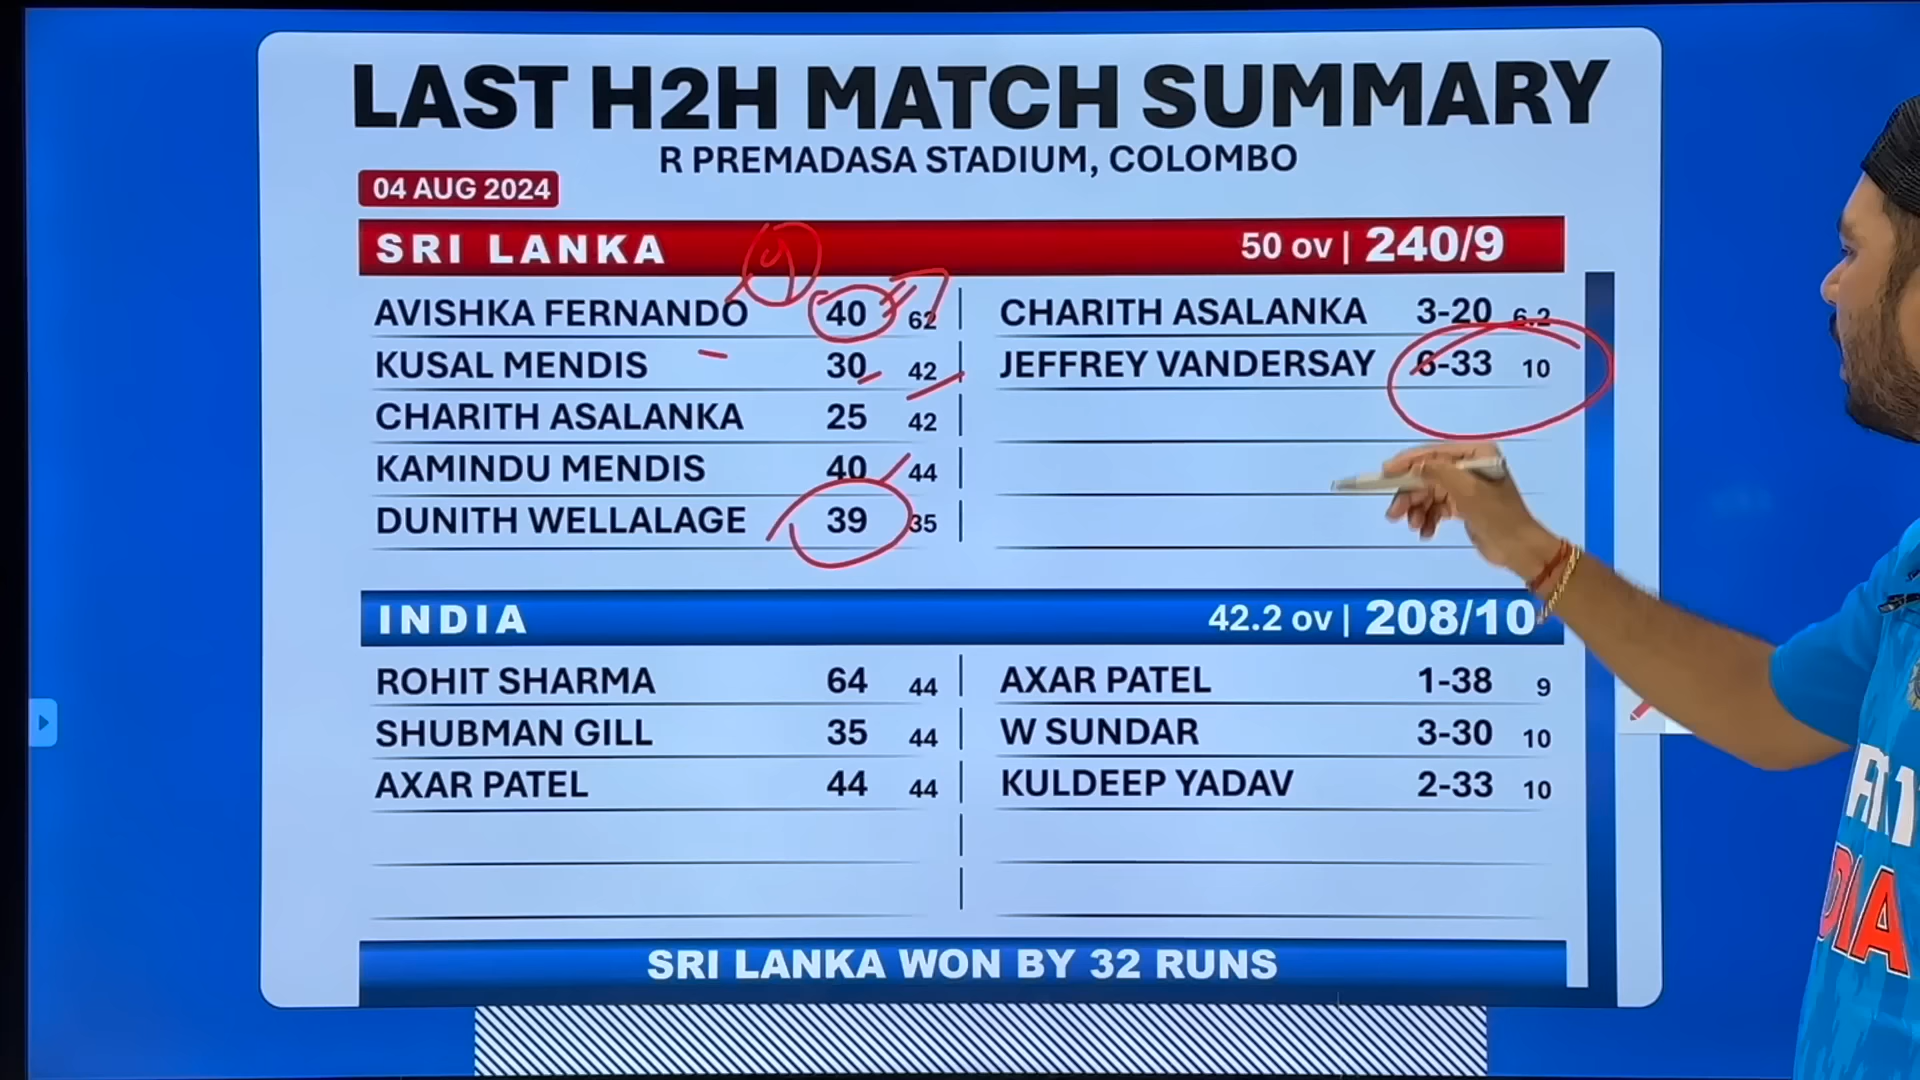 LAST H2H MATCH SUMMARY
R PREMADASA STADIUM, COLOMBO
04 AUG 2024
SRI LANKA 50 ov | 240/9
AVISHKA FERNANDO 40 62 | CHARITH ASALANKA 3-20 6.2
KUSAL MENDIS 30 42 | JEFFREY VANDERSAY 6-33 10
CHARITH ASALANKA 25 42 |
KAMINDU MENDIS 40 44 |
DUNITH WELLALAGE 39 35 |
INDIA 42.2 ov | 208/10
ROHIT SHARMA 64 44 | AXAR PATEL 1-38 9
SHUBMAN GILL 35 44 | W SUNDAR 3-30 10
AXAR PATEL 44 44 | KULDEEP YADAV 2-33 10
SRI LANKA WON BY 32 RUNS